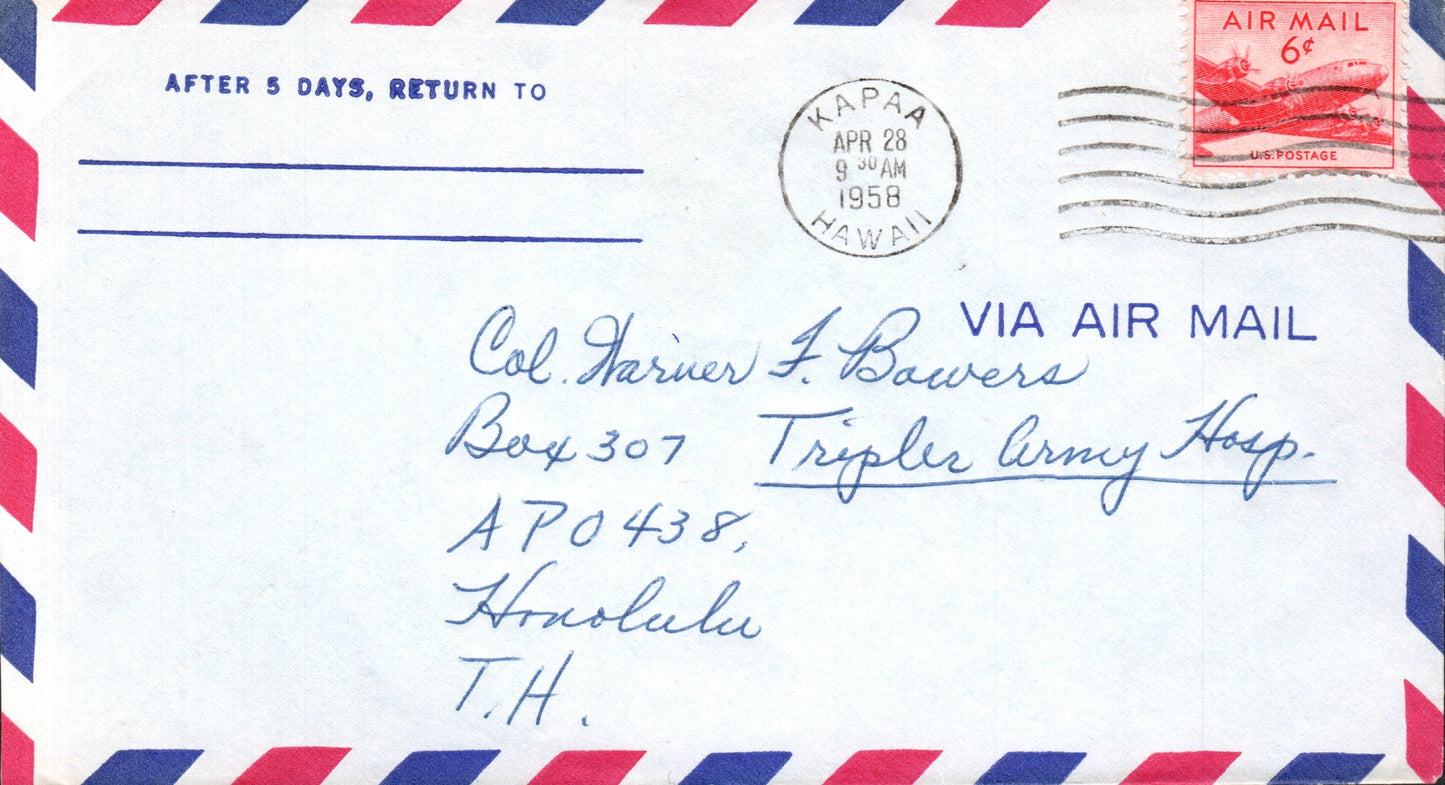 AIR MAIL
6¢
U.S. POSTAGE
AFTER 5 DAYS, RETURN TO
KAPAA
APR 28
9 30 AM
1958
HAWAII
VIA AIR MAIL
Col. Warner F. Bowers
Box 307 Tripler Army Hosp.
APO 438,
Honolulu
T.H.